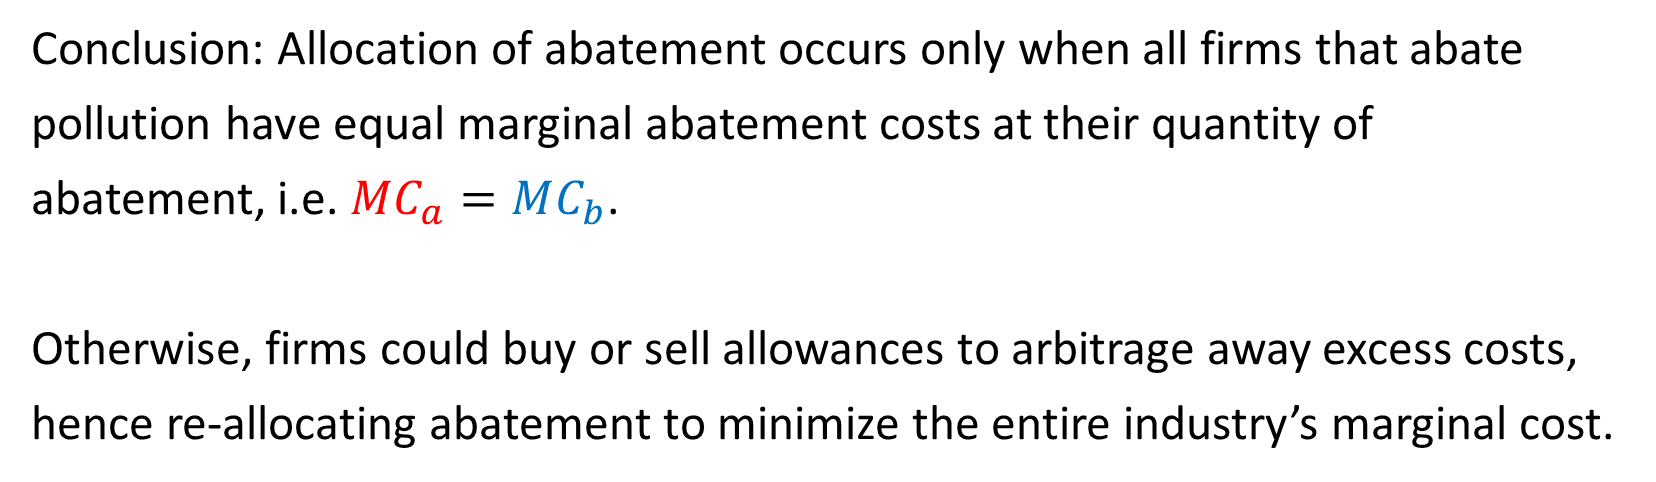 Conclusion: Allocation of abatement occurs only when all firms that abate
pollution have equal marginal abatement costs at their quantity of
abatement, i.e. MCₐ = MC_b.
Otherwise, firms could buy or sell allowances to arbitrage away excess costs,
hence re-allocating abatement to minimize the entire industry’s marginal cost.